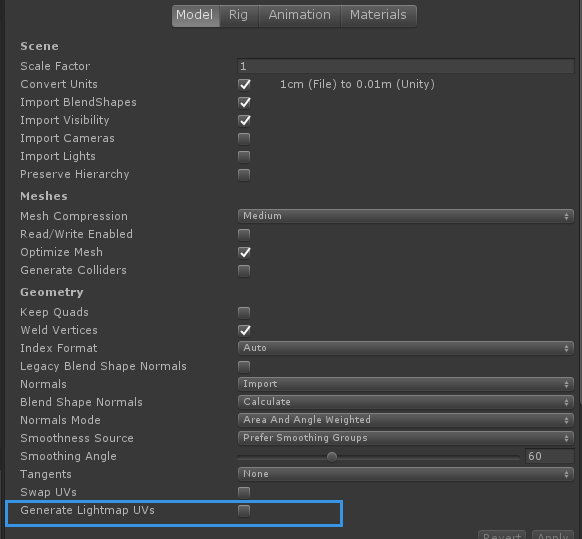 Model Rig Animation Materials
Scene
Scale Factor 1
Convert Units 1cm (File) to 0.01m (Unity)
Import BlendShapes
Import Visibility
Import Cameras
Import Lights
Preserve Hierarchy
Meshes
Mesh Compression Medium
Read/Write Enabled
Optimize Mesh
Generate Colliders
Geometry
Keep Quads
Weld Vertices
Index Format Auto
Legacy Blend Shape Normals
Normals Import
Blend Shape Normals Calculate
Normals Mode Area And Angle Weighted
Smoothness Source Prefer Smoothing Groups
Smoothing Angle 60
Tangents None
Swap UVs
Generate Lightmap UVs
Revert Apply